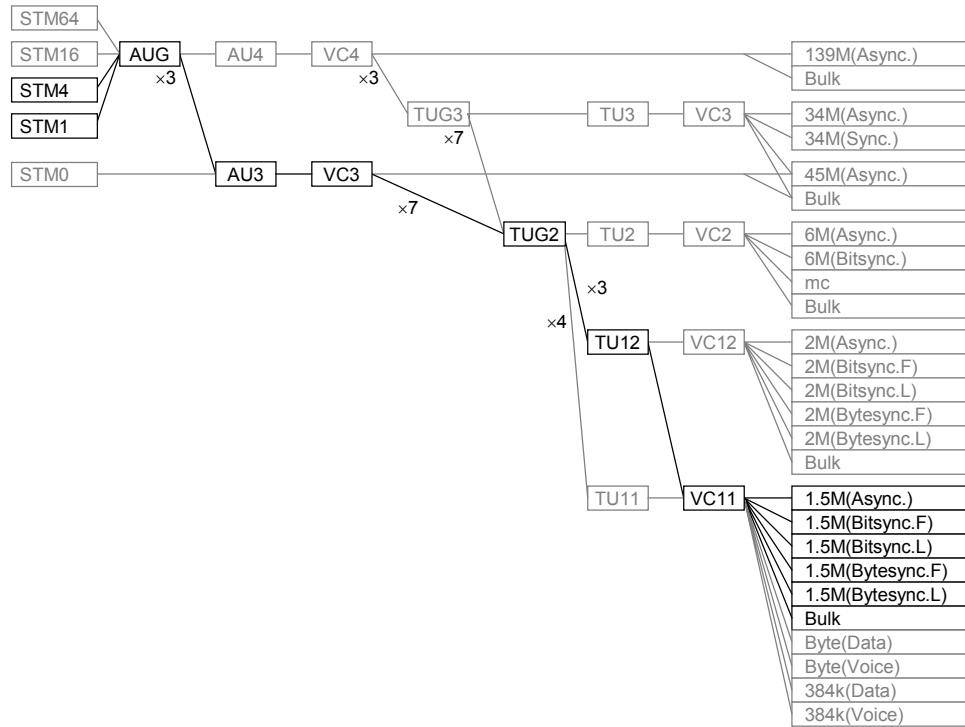 STM64
STM16 AUG AU4 VC4 139M(Async.)
×3 ×3 Bulk
STM4
STM1 TUG3 TU3 VC3 34M(Async.)
×7 34M(Sync.)
STM0 AU3 VC3 45M(Async.)
Bulk
×7
TUG2 TU2 VC2 6M(Async.)
6M(Bitsync.)
×3 mc
Bulk
×4
TU12 VC12 2M(Async.)
2M(Bitsync.F)
2M(Bitsync.L)
2M(Bytesync.F)
2M(Bytesync.L)
Bulk
TU11 VC11 1.5M(Async.)
1.5M(Bitsync.F)
1.5M(Bitsync.L)
1.5M(Bytesync.F)
1.5M(Bytesync.L)
Bulk
Byte(Data)
Byte(Voice)
384k(Data)
384k(Voice)